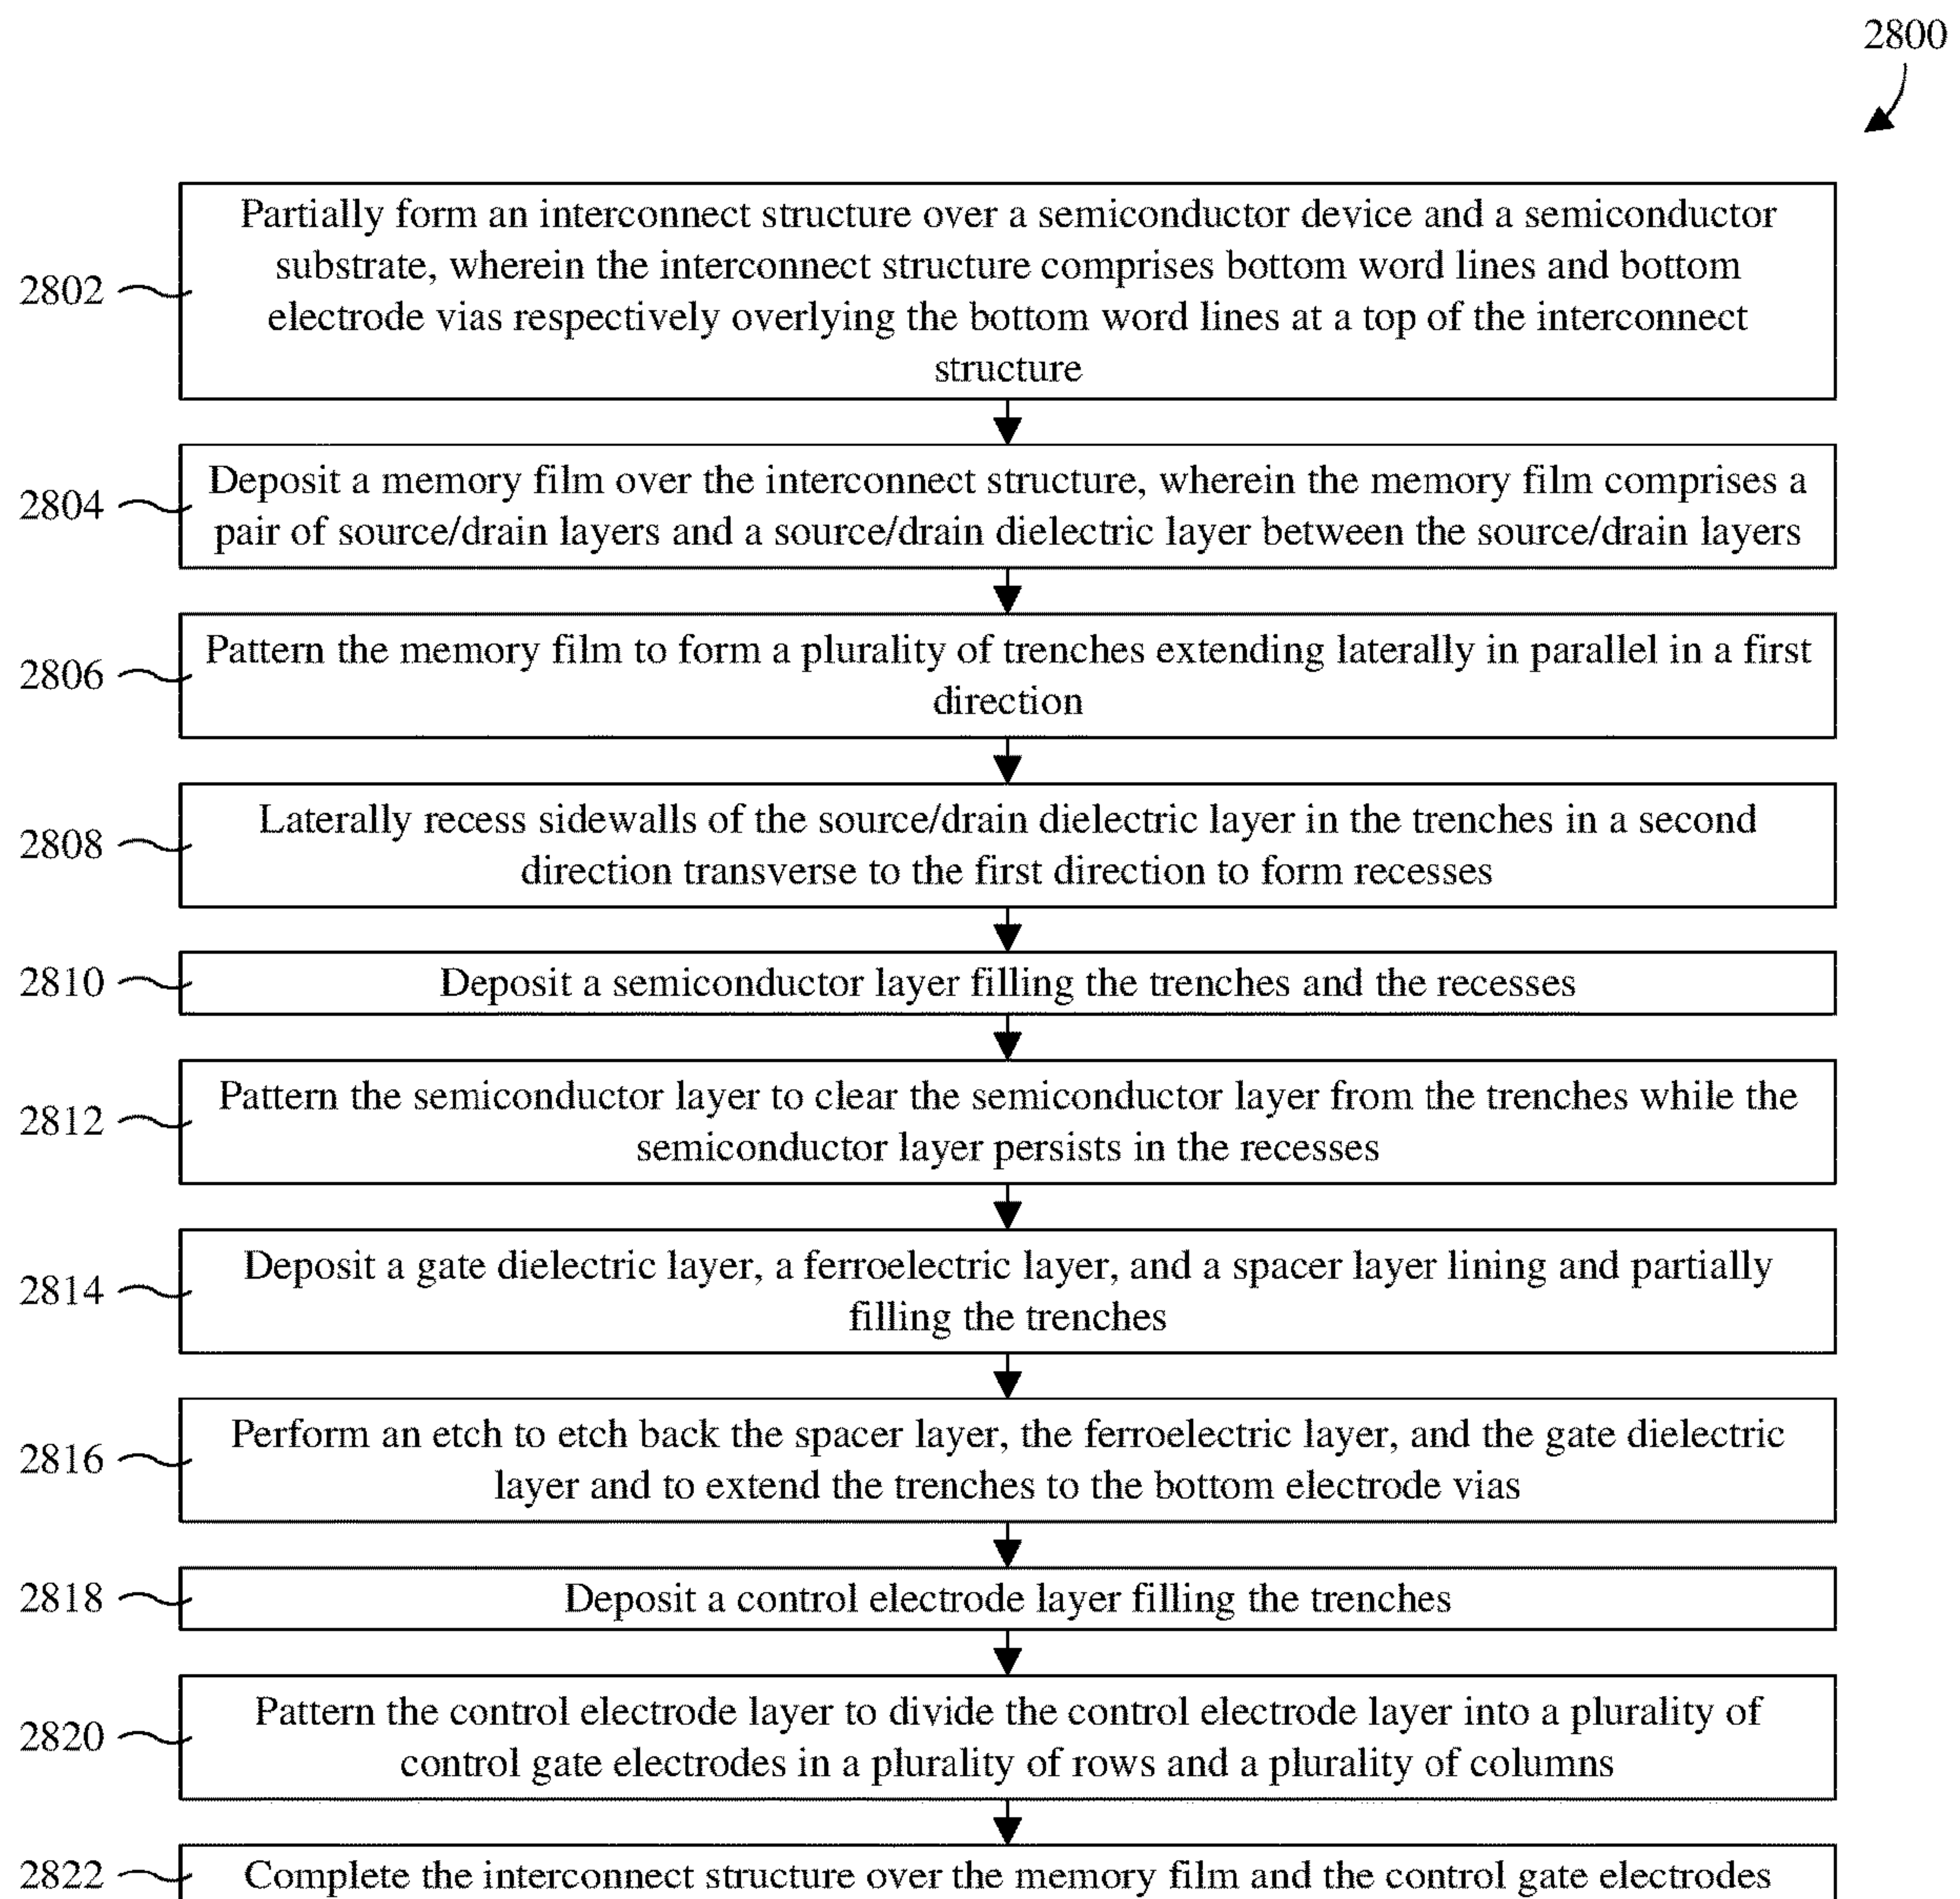 2800
2802
Partially form an interconnect structure over a semiconductor device and a semiconductor
substrate, wherein the interconnect structure comprises bottom word lines and bottom
electrode vias respectively overlying the bottom word lines at a top of the interconnect
structure
2804
Deposit a memory film over the interconnect structure, wherein the memory film comprises a
pair of source/drain layers and a source/drain dielectric layer between the source/drain layers
2806
Pattern the memory film to form a plurality of trenches extending laterally in parallel in a first
direction
2808
Laterally recess sidewalls of the source/drain dielectric layer in the trenches in a second
direction transverse to the first direction to form recesses
2810
Deposit a semiconductor layer filling the trenches and the recesses
2812
Pattern the semiconductor layer to clear the semiconductor layer from the trenches while the
semiconductor layer persists in the recesses
2814
Deposit a gate dielectric layer, a ferroelectric layer, and a spacer layer lining and partially
filling the trenches
2816
Perform an etch to etch back the spacer layer, the ferroelectric layer, and the gate dielectric
layer and to extend the trenches to the bottom electrode vias
2818
Deposit a control electrode layer filling the trenches
2820
Pattern the control electrode layer to divide the control electrode layer into a plurality of
control gate electrodes in a plurality of rows and a plurality of columns
2822
Complete the interconnect structure over the memory film and the control gate electrodes